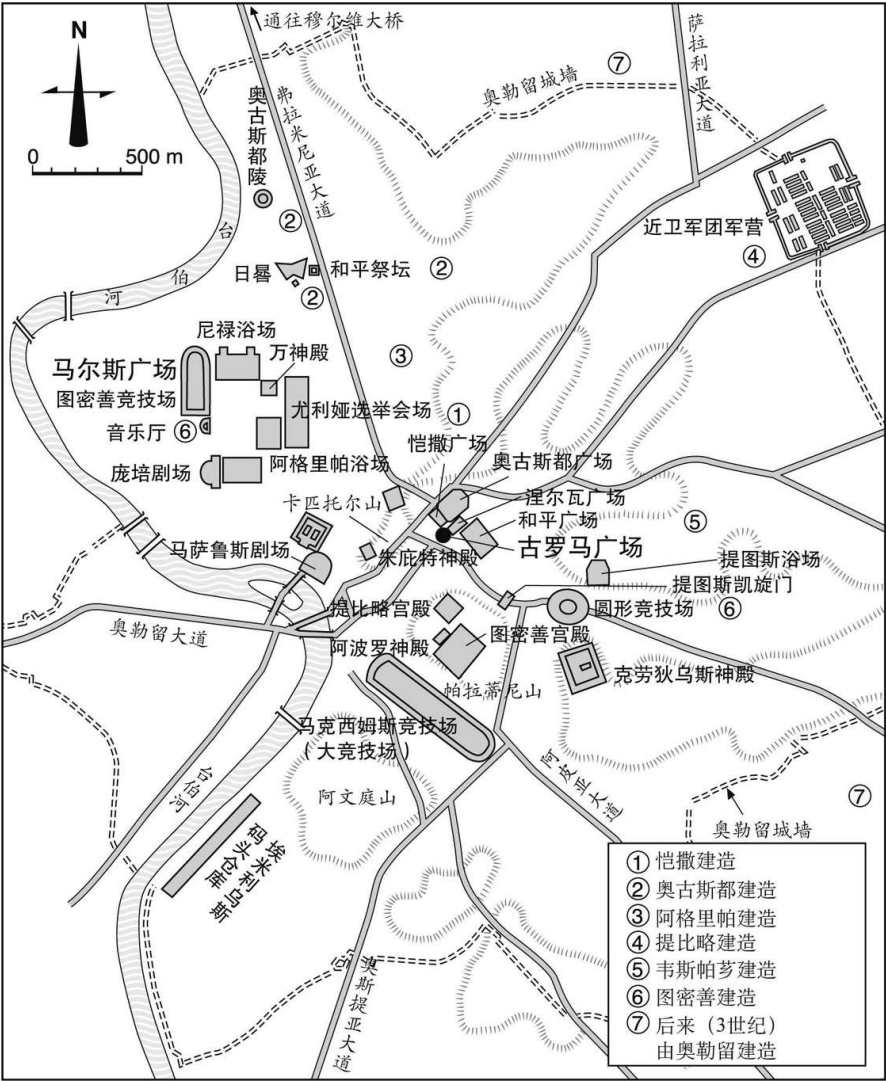 通往穆尔维大桥
N
0
500 m
萨拉利亚大道
⑦
奥勒留城墙
弗拉米尼亚大道
奥古斯都陵
②
近卫军团军营
④
台
伯
河
日晷
和平祭坛
②
②
尼禄浴场
③
马尔斯广场
万神殿
图密善竞技场
尤利娅选举会场
①
音乐厅
⑥
恺撒广场
庞培剧场
阿格里帕浴场
奥古斯都广场
卡匹托尔山
涅尔瓦广场
和平广场
⑤
马萨鲁斯剧场
朱庇特神殿
古罗马广场
提图斯浴场
提图斯凯旋门
提比略宫殿
圆形竞技场
⑥
奥勒留大道
阿波罗神殿
图密善宫殿
克劳狄乌斯神殿
帕拉蒂尼山
马克西姆斯竞技场
（大竞技场）
台伯河
阿文庭山
阿皮亚大道
⑦
奥勒留城墙
埃米利乌斯
码头仓库
奥斯提亚大道
① 恺撒建造
② 奥古斯都建造
③ 阿格里帕建造
④ 提比略建造
⑤ 韦斯帕芗建造
⑥ 图密善建造
⑦ 后来（3世纪）
由奥勒留建造